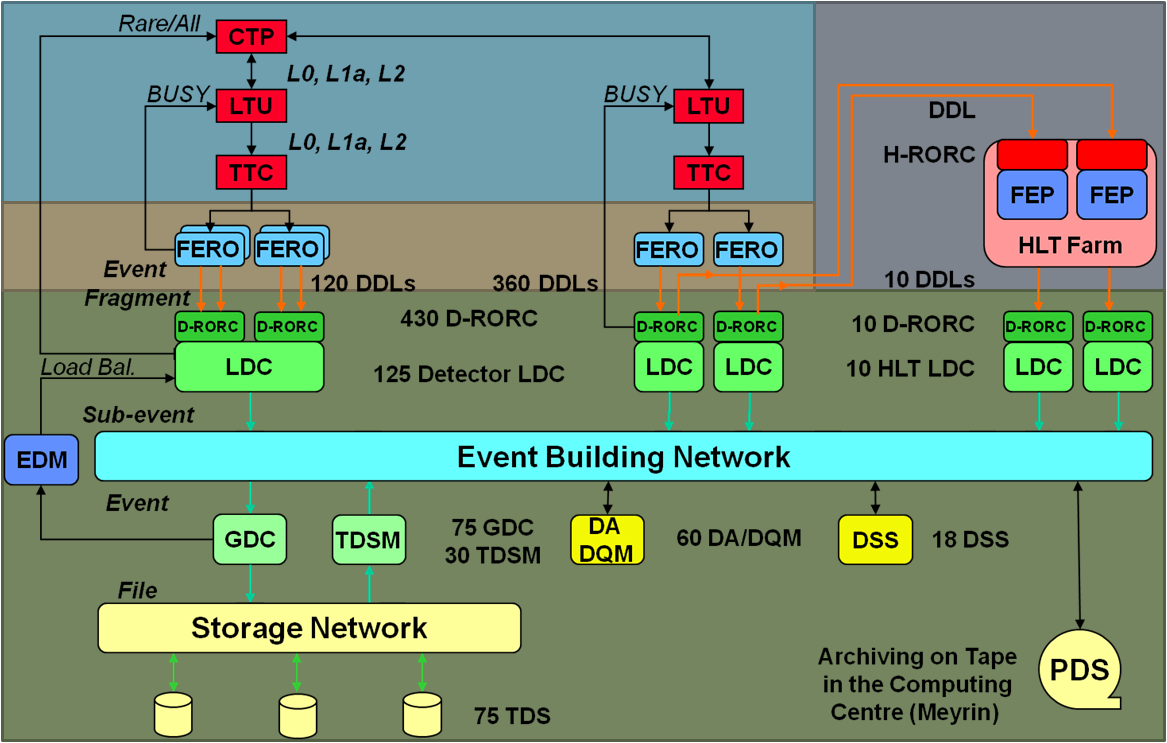 Rare/All
CTP
L0, L1a, L2
BUSY
LTU
BUSY
LTU
DDL
L0, L1a, L2
H-RORC
TTC
TTC
FEP
FEP
FERO
FERO
FERO
FERO
HLT Farm
Event
Fragment
120 DDLs
360 DDLs
10 DDLs
D-RORC
D-RORC
430 D-RORC
D-RORC
D-RORC
10 D-RORC
D-RORC
D-RORC
Load Bal.
LDC
125 Detector LDC
LDC
LDC
10 HLT LDC
LDC
LDC
Sub-event
EDM
Event Building Network
Event
GDC
TDSM
75 GDC
30 TDSM
DA
DQM
60 DA/DQM
DSS
18 DSS
File
Storage Network
Archiving on Tape
in the Computing
Centre (Meyrin)
PDS
75 TDS